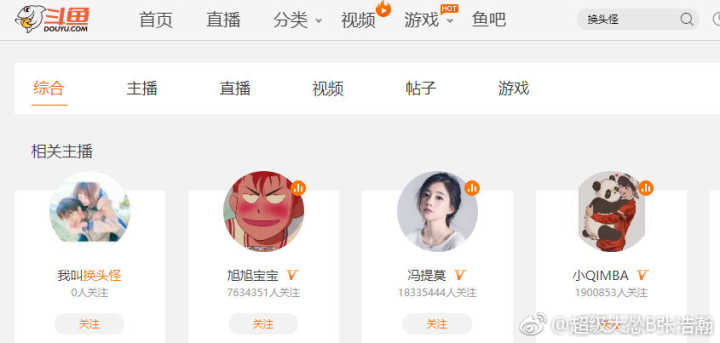 斗鱼
DOUYU.COM
首页 直播 分类 视频 游戏 HOT 鱼吧 换头怪
综合 主播 直播 视频 帖子 游戏
相关主播
我叫换头怪 旭旭宝宝 V 冯提莫 V 小QIMBA V
0人关注 7634351人关注 18335444人关注 1900853人关注
关注 关注 关注 关注
@超级大怂B张浩瀚